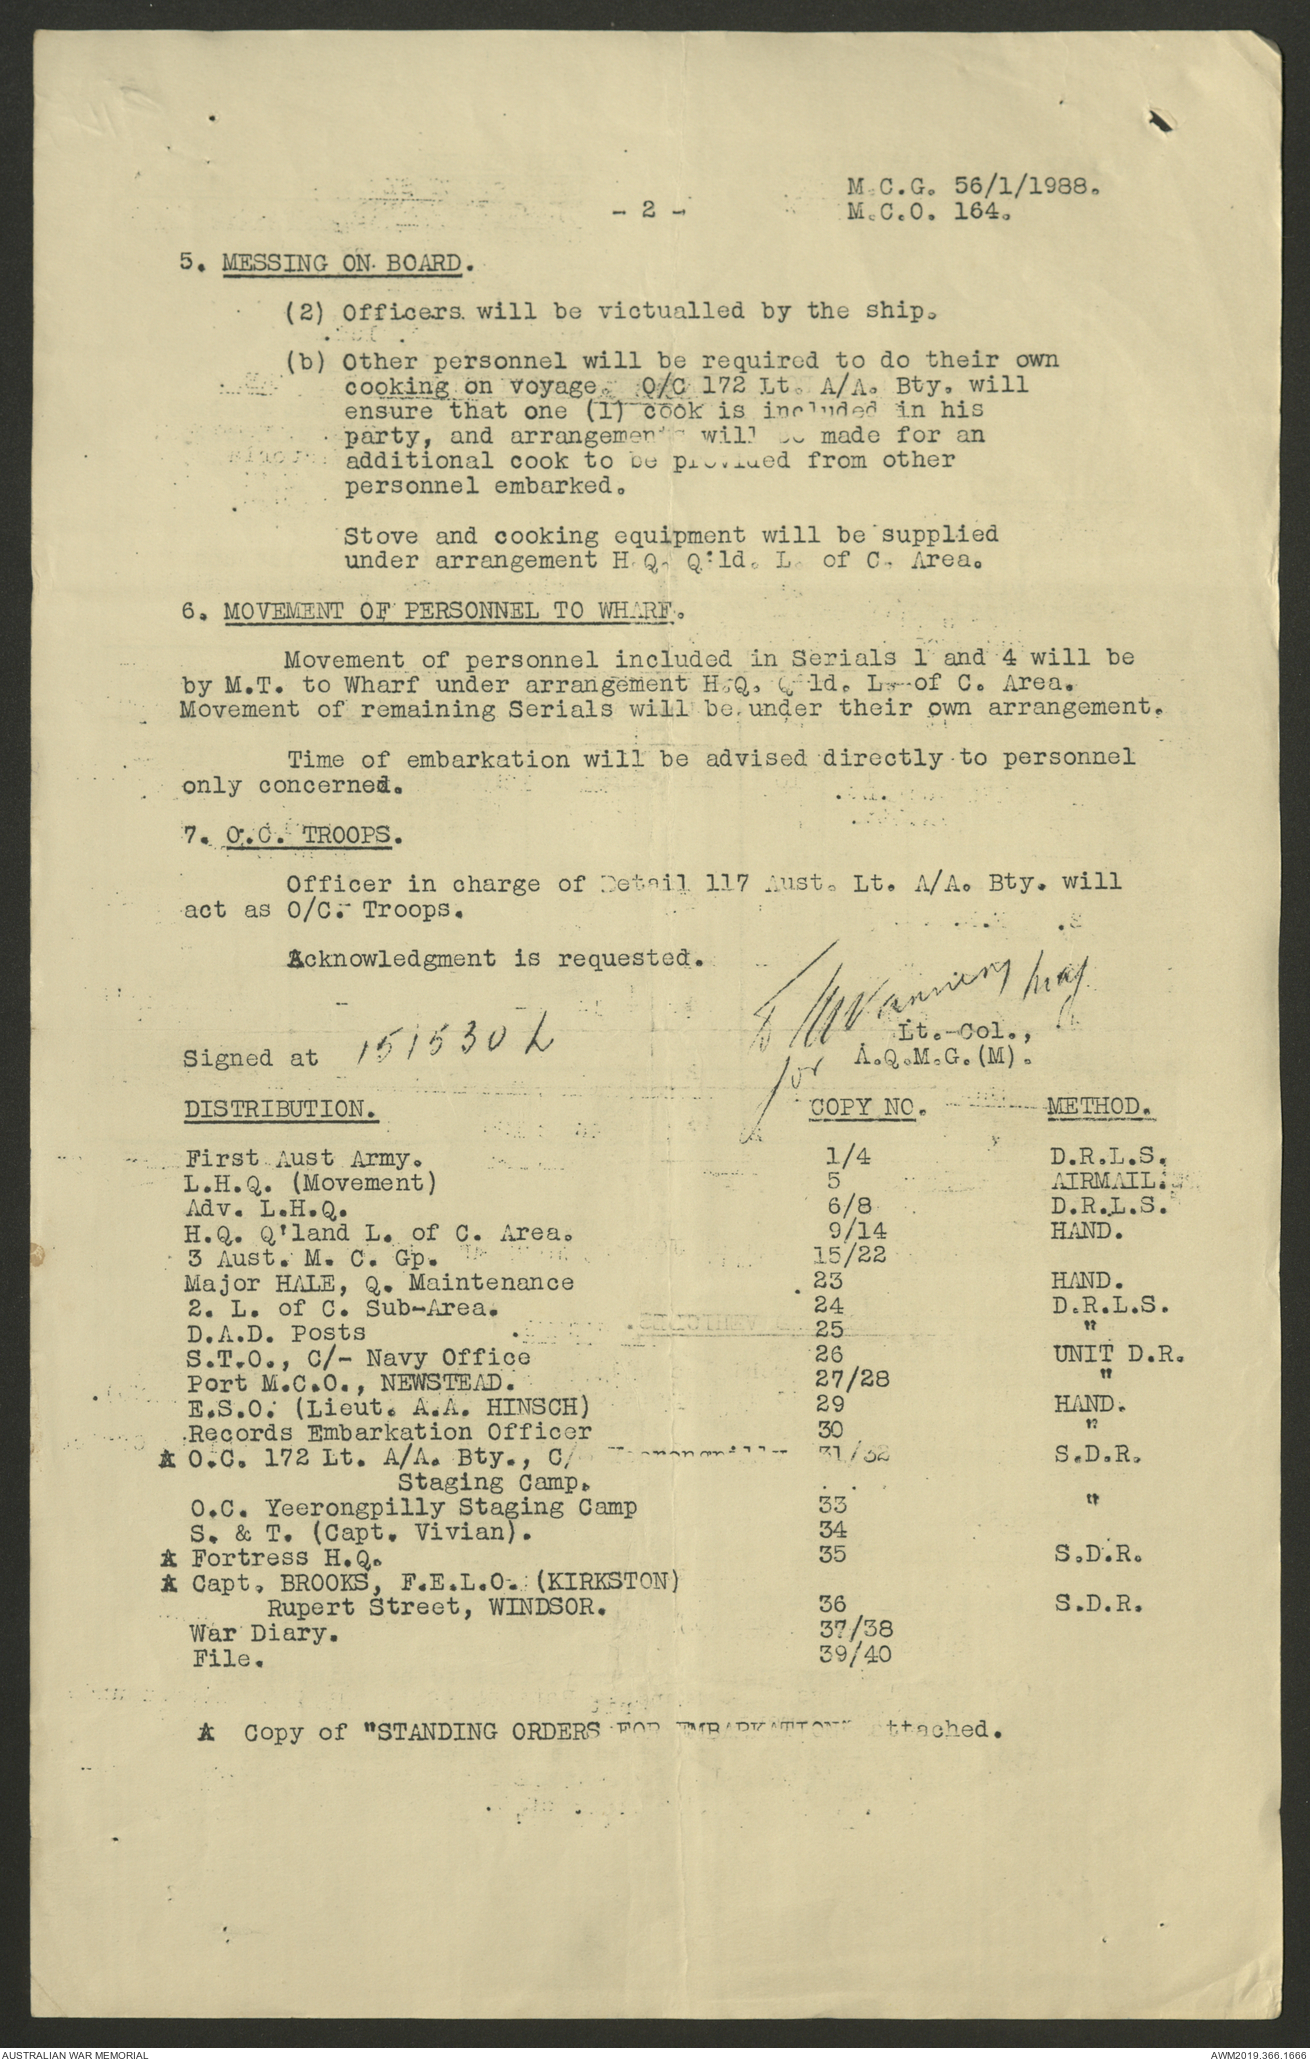 M.C.G. 56/1/1988.
- 2 -
M.C.O. 164.
5. MESSING ON BOARD.
(2) Officers will be victualled by the ship.
(b) Other personnel will be required to do their own
cooking on voyage. O/C 172 Lt. A/A. Bty. will
ensure that one (1) cook is included in his
party, and arrangements will be made for an
additional cook to be provided from other
personnel embarked.
Stove and cooking equipment will be supplied
under arrangement H.Q. Q'ld. L. of C. Area.
6. MOVEMENT OF PERSONNEL TO WHARF.
Movement of personnel included in Serials 1 and 4 will be
by M.T. to Wharf under arrangement H.Q. Q'ld. L. of C. Area.
Movement of remaining Serials will be under their own arrangement.
Time of embarkation will be advised directly to personnel
only concerned.
7. O.C. TROOPS.
Officer in charge of Detail 117 Aust. Lt. A/A. Bty. will
act as O/C. Troops.
Acknowledgment is requested.
Maj
Lt.-Col.,
Signed at 151530 L
for A.Q.M.G.(M).
DISTRIBUTION. COPY NO. METHOD.
First Aust Army. 1/4 D.R.L.S.
L.H.Q. (Movement) 5 AIRMAIL.
Adv. L.H.Q. 6/8 D.R.L.S.
H.Q. Q'land L. of C. Area. 9/14 HAND.
3 Aust. M. C. Gp. 15/22
Major HALE, Q. Maintenance 23 HAND.
2. L. of C. Sub-Area. 24 D.R.L.S.
D.A.D. Posts 25 "
S.T.O., C/- Navy Office 26 UNIT D.R.
Port M.C.O., NEWSTEAD. 27/28 "
E.S.O. (Lieut. A.A. HINSCH) 29 HAND.
Records Embarkation Officer 30 "
* O.C. 172 Lt. A/A. Bty., C/ Yeerongpilly 31/32 S.D.R.
Staging Camp.
O.C. Yeerongpilly Staging Camp 33 "
S. & T. (Capt. Vivian). 34
* Fortress H.Q. 35 S.D.R.
* Capt. BROOKS, F.E.L.O. (KIRKSTON)
Rupert Street, WINDSOR. 36 S.D.R.
War Diary. 37/38
File. 39/40
* Copy of "STANDING ORDERS FOR EMBARKATION" attached.
AUSTRALIAN WAR MEMORIAL
AWM2019.366.1666